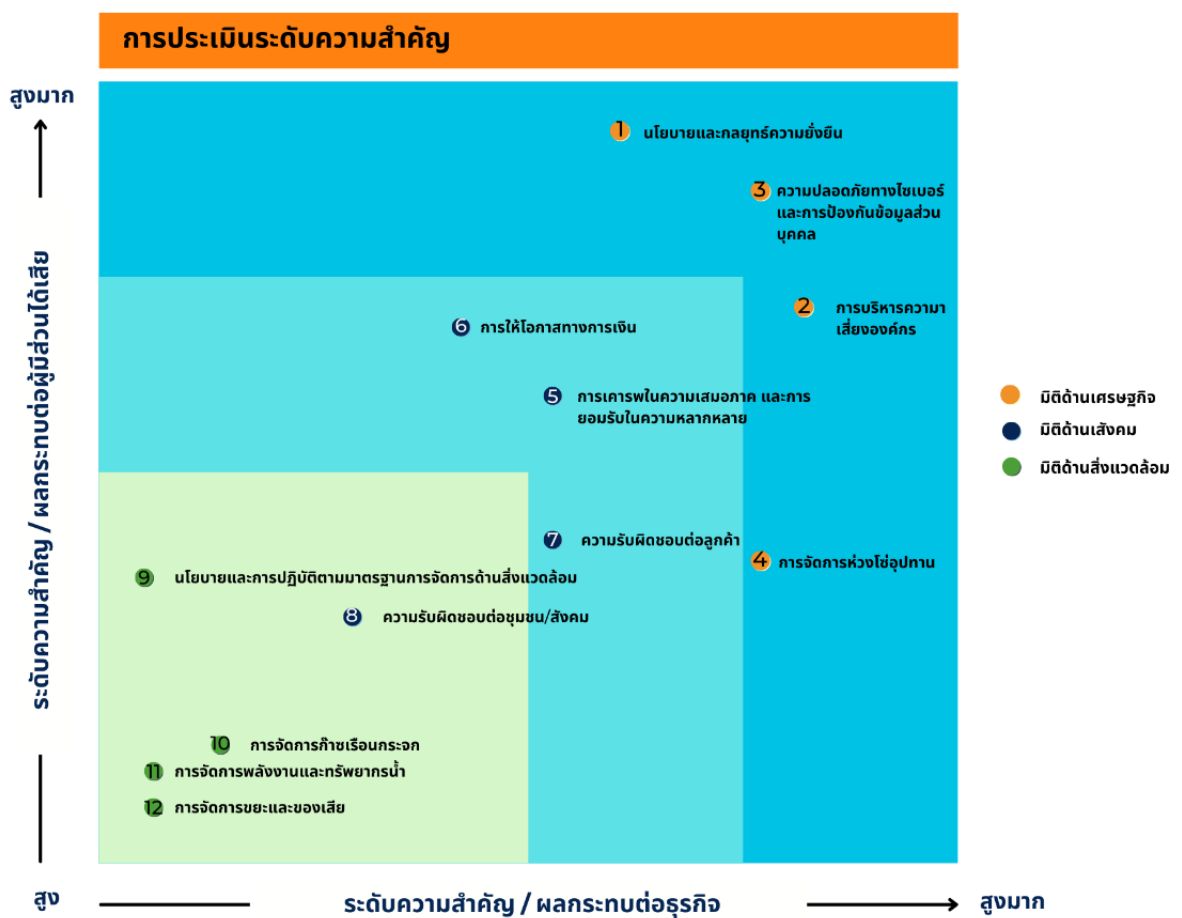 การประเมินระดับความสำคัญ
สูงมาก
ระดับความสำคัญ / ผลกระทบต่อผู้มีส่วนได้เสีย
1 นโยบายและกลยุทธ์ความยั่งยืน
3 ความปลอดภัยทางไซเบอร์
และการป้องกันข้อมูลส่วน
บุคคล
2 การบริหารความา
เสี่ยงองค์กร
6 การให้โอกาสทางการเงิน
5 การเคารพในความเสมอภาค และการ
ยอมรับในความหลากหลาย
7 ความรับผิดชอบต่อลูกค้า
4 การจัดการห่วงโซ่อุปทาน
9 นโยบายและการปฏิบัติตามมาตรฐานการจัดการด้านสิ่งแวดล้อม
8 ความรับผิดชอบต่อชุมชน/สังคม
10 การจัดการก๊าซเรือนกระจก
11 การจัดการพลังงานและทรัพยากรน้ำ
12 การจัดการขยะและของเสีย
มิติด้านเศรษฐกิจ
มิติด้านเสังคม
มิติด้านสิ่งแวดล้อม
สูง
ระดับความสำคัญ / ผลกระทบต่อธุรกิจ
สูงมาก